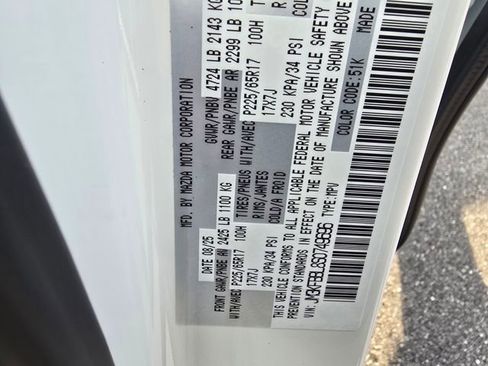 MFD. BY MAZDA MOTOR CORPORATION
DATE 08/25 GVWR/PNBV 4724 LB 2143 KG
FRONT GAWR/PNBE AV 2425 LB 1100 KG REAR GAWR/PNBE AR 2299 LB 10
WITH/AVEC P225/65R17 100H TIRES/PNEUS WITH/AVEC P225/65R17 100H T
17X7J RIMS/JANTES 17X7J R
230 KPA/34 PSI COLD/A FROID 230 KPA/34 PSI COLD
THIS VEHICLE CONFORMS TO ALL APPLICABLE FEDERAL MOTOR VEHICLE SAFETY
PREVENTION STANDARDS IN EFFECT ON THE DATE OF MANUFACTURE SHOWN ABOVE
VIN: TYPE: MPV COLOR CODE:51K MADE